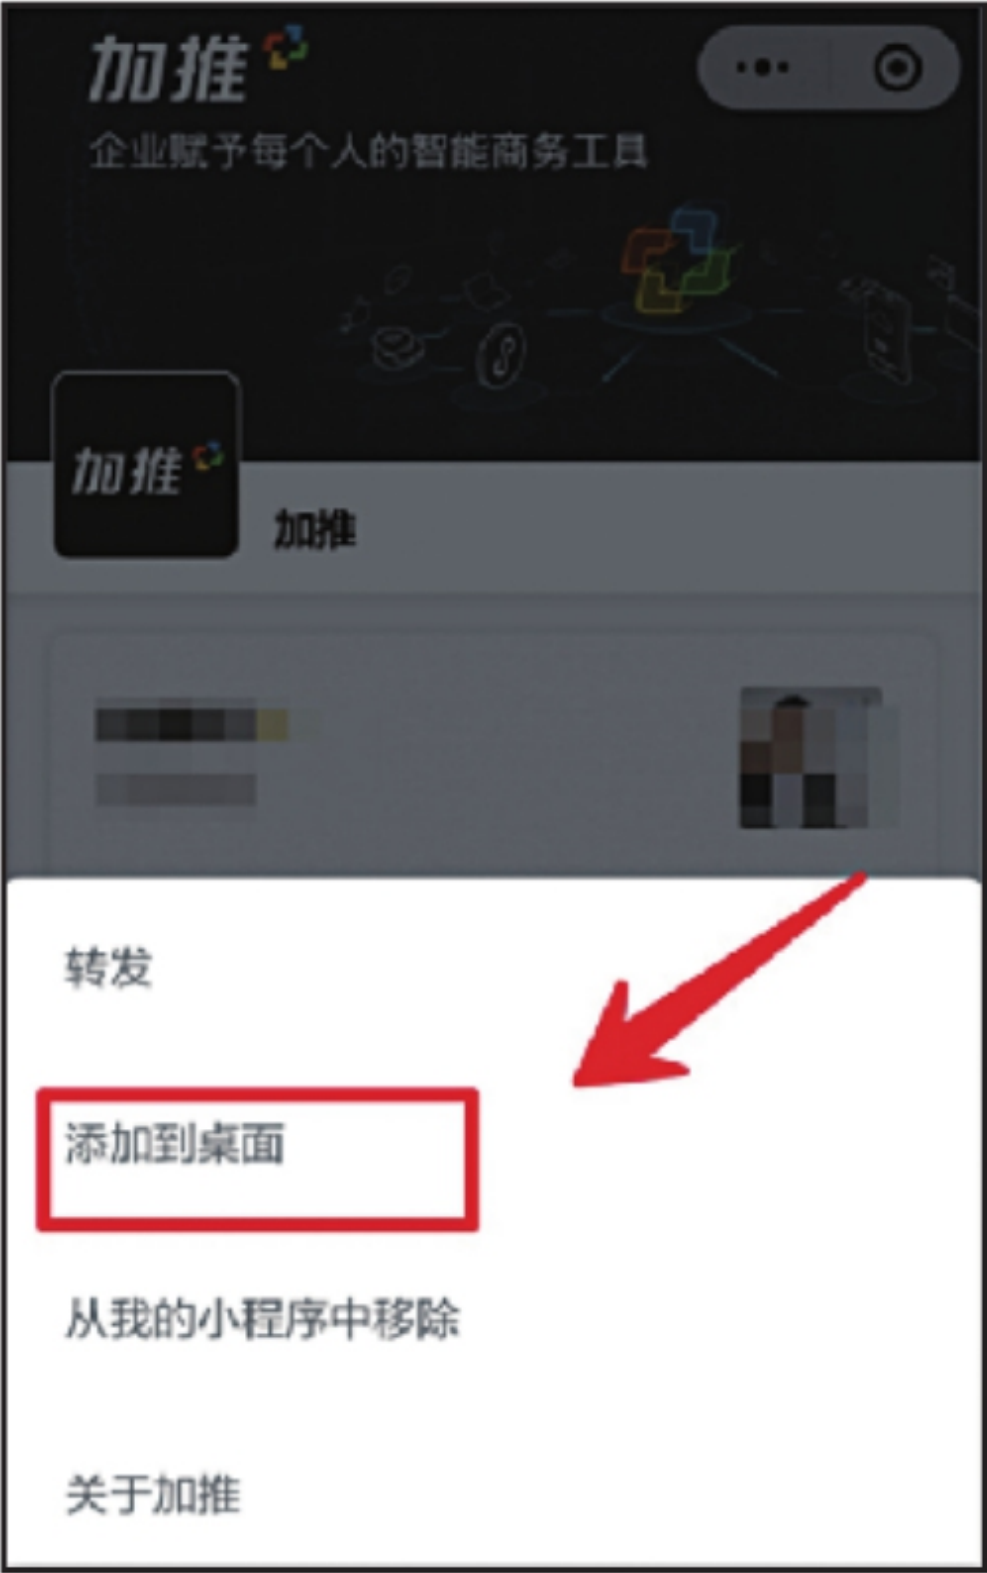 加推
企业赋予每个人的智能商务工具
加推
加推
转发
添加到桌面
从我的小程序中移除
关于加推